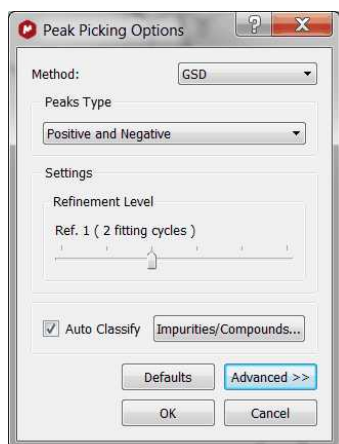 Peak Picking Options
Method: GSD
Peaks Type
Positive and Negative
Settings
Refinement Level
Ref. 1 ( 2 fitting cycles )
Auto Classify Impurities/Compounds...
Defaults Advanced >>
OK Cancel